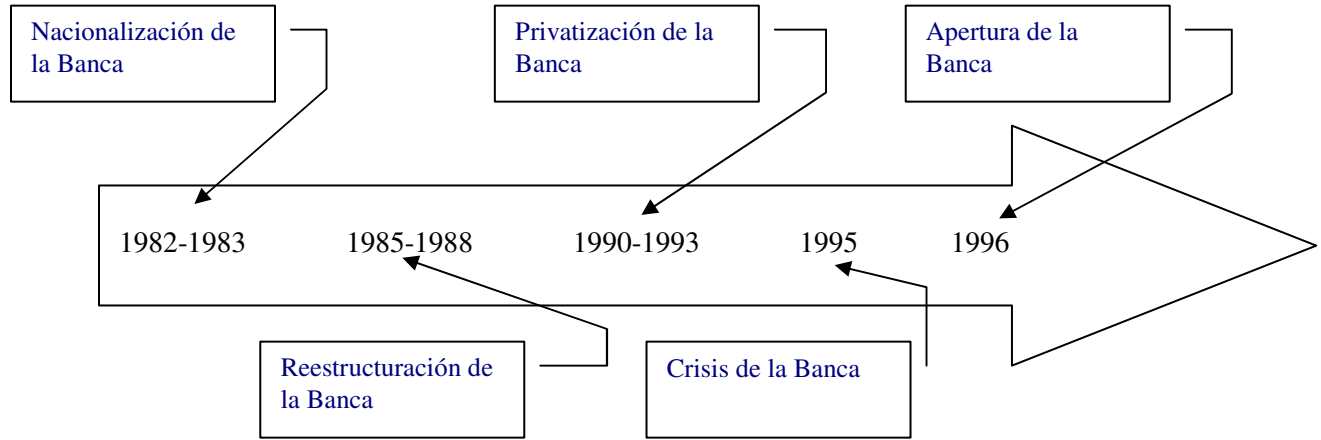 Nacionalización de
la Banca
Privatización de la
Banca
Apertura de la
Banca
1982-1983 1985-1988 1990-1993 1995 1996
Reestructuración de
la Banca
Crisis de la Banca